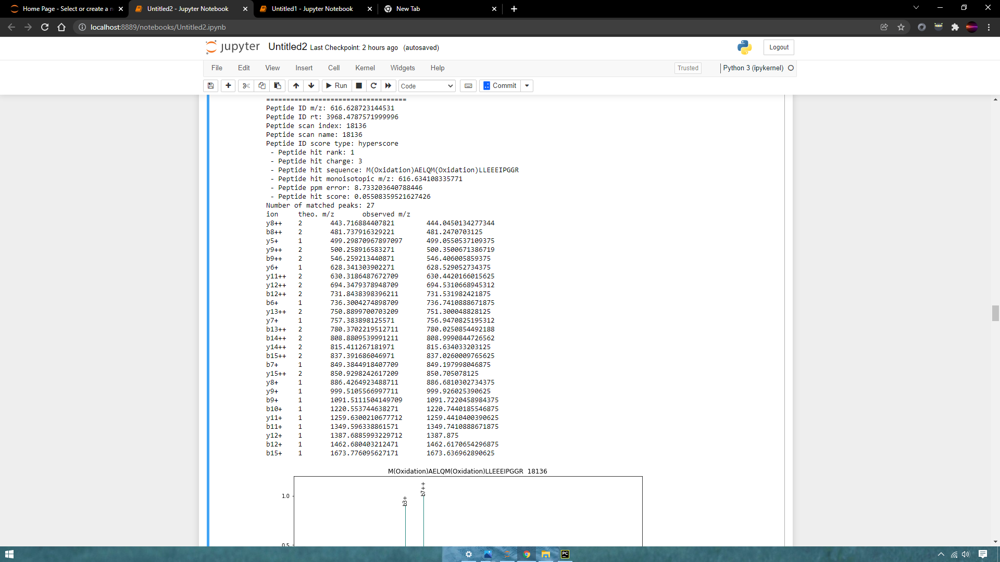 Home Page - Select or create a n
Untitled2 - Jupyter Notebook
Untitled1 - Jupyter Notebook
New Tab
localhost:8889/notebooks/Untitled2.ipynb
jupyter Untitled2 Last Checkpoint: 2 hours ago (autosaved)
Logout
File Edit View Insert Cell Kernel Widgets Help
Trusted
Python 3 (ipykernel)
Run
Code
Commit
===================================
Peptide ID m/z: 616.628723144531
Peptide ID rt: 3968.4787571999996
Peptide scan index: 18136
Peptide scan name: 18136
Peptide ID score type: hyperscore
- Peptide hit rank: 1
- Peptide hit charge: 3
- Peptide hit sequence: M(Oxidation)AELQM(Oxidation)LLEEEIPGGR
- Peptide hit monoisotopic m/z: 616.634108335771
- Peptide ppm error: 8.733203640788446
- Peptide hit score: 0.05508359521627426
Number of matched peaks: 27
ion theo. m/z observed m/z
y8++ 2 443.716884407821 444.0450134277344
b8++ 2 481.737916329221 481.2470703125
y5+ 1 499.29870967897097 499.0550537109375
y9++ 2 500.258916583271 500.3500671386719
b9++ 2 546.259213440871 546.406005859375
y6+ 1 628.341303902271 628.529052734375
y11++ 2 630.3186487672709 630.4420166015625
y12++ 2 694.3479378948709 694.5310668945312
b12++ 2 731.8438398396211 731.531982421875
b6+ 1 736.3004274898709 736.7410888671875
y13++ 2 750.8899700703209 751.300048828125
y7+ 1 757.383898125571 756.9470825195312
b13++ 2 780.3702219512711 780.0250854492188
b14++ 2 808.8809539991211 808.9990844726562
y14++ 2 815.411267181971 815.634033203125
b15++ 2 837.391686046971 837.0260009765625
b7+ 1 849.3844918407709 849.197998046875
y15++ 2 850.9298242617209 850.705078125
y8+ 1 886.4264923488711 886.6810302734375
y9+ 1 999.5105566997711 999.926025390625
b9+ 1 1091.5111504149709 1091.7220458984375
b10+ 1 1220.553744638271 1220.7440185546875
y11+ 1 1259.6300210677712 1259.4410400390625
b11+ 1 1349.596338861571 1349.7410888671875
y12+ 1 1387.6885993229712 1387.875
b12+ 1 1462.680403212471 1462.6170654296875
b15+ 1 1673.776095627171 1673.636962890625
M(Oxidation)AELQM(Oxidation)LLEEEIPGGR 18136
b7++
1.0
b3+
0.5
PC